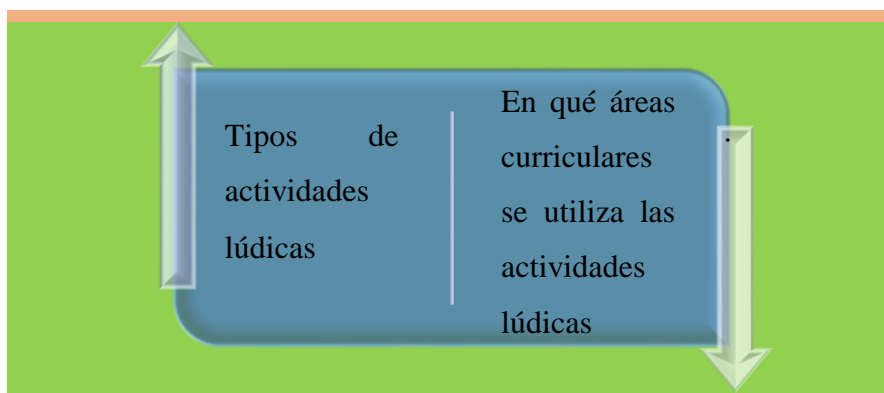 Tipos de
actividades
lúdicas
En qué áreas
curriculares
se utiliza las
actividades
lúdicas
.